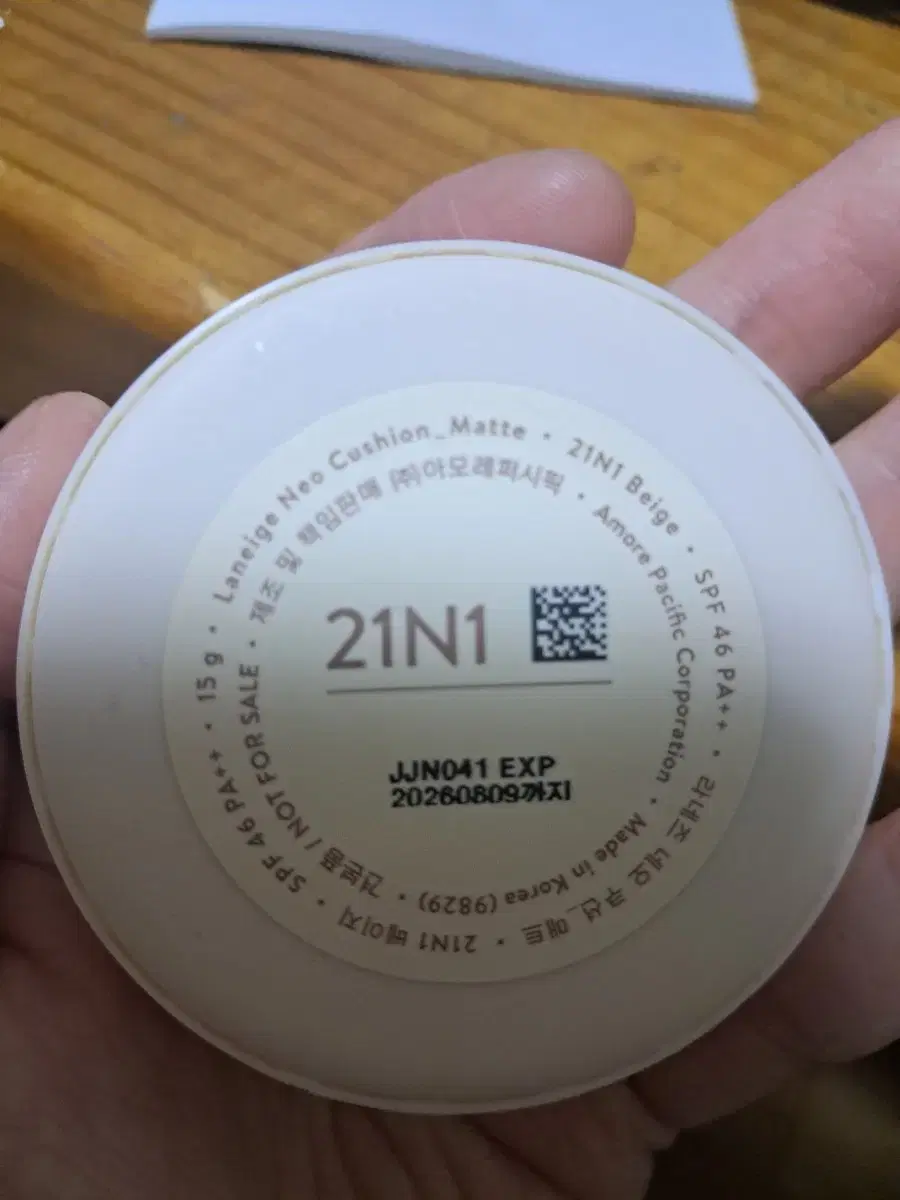 Laneige Neo Cushion_Matte • 21N1 Beige • SPF 46 PA++ • 라네즈 네오 쿠션_매트 • 21N1 베이지 • SPF 46 PA++ • 15 g •
제조 및 책임판매 ㈜아모레퍼시픽 • Amore Pacific Corporation • Made in Korea (9829) • 견본품 / NOT FOR SALE •
21N1
JJN041 EXP
20260809까지